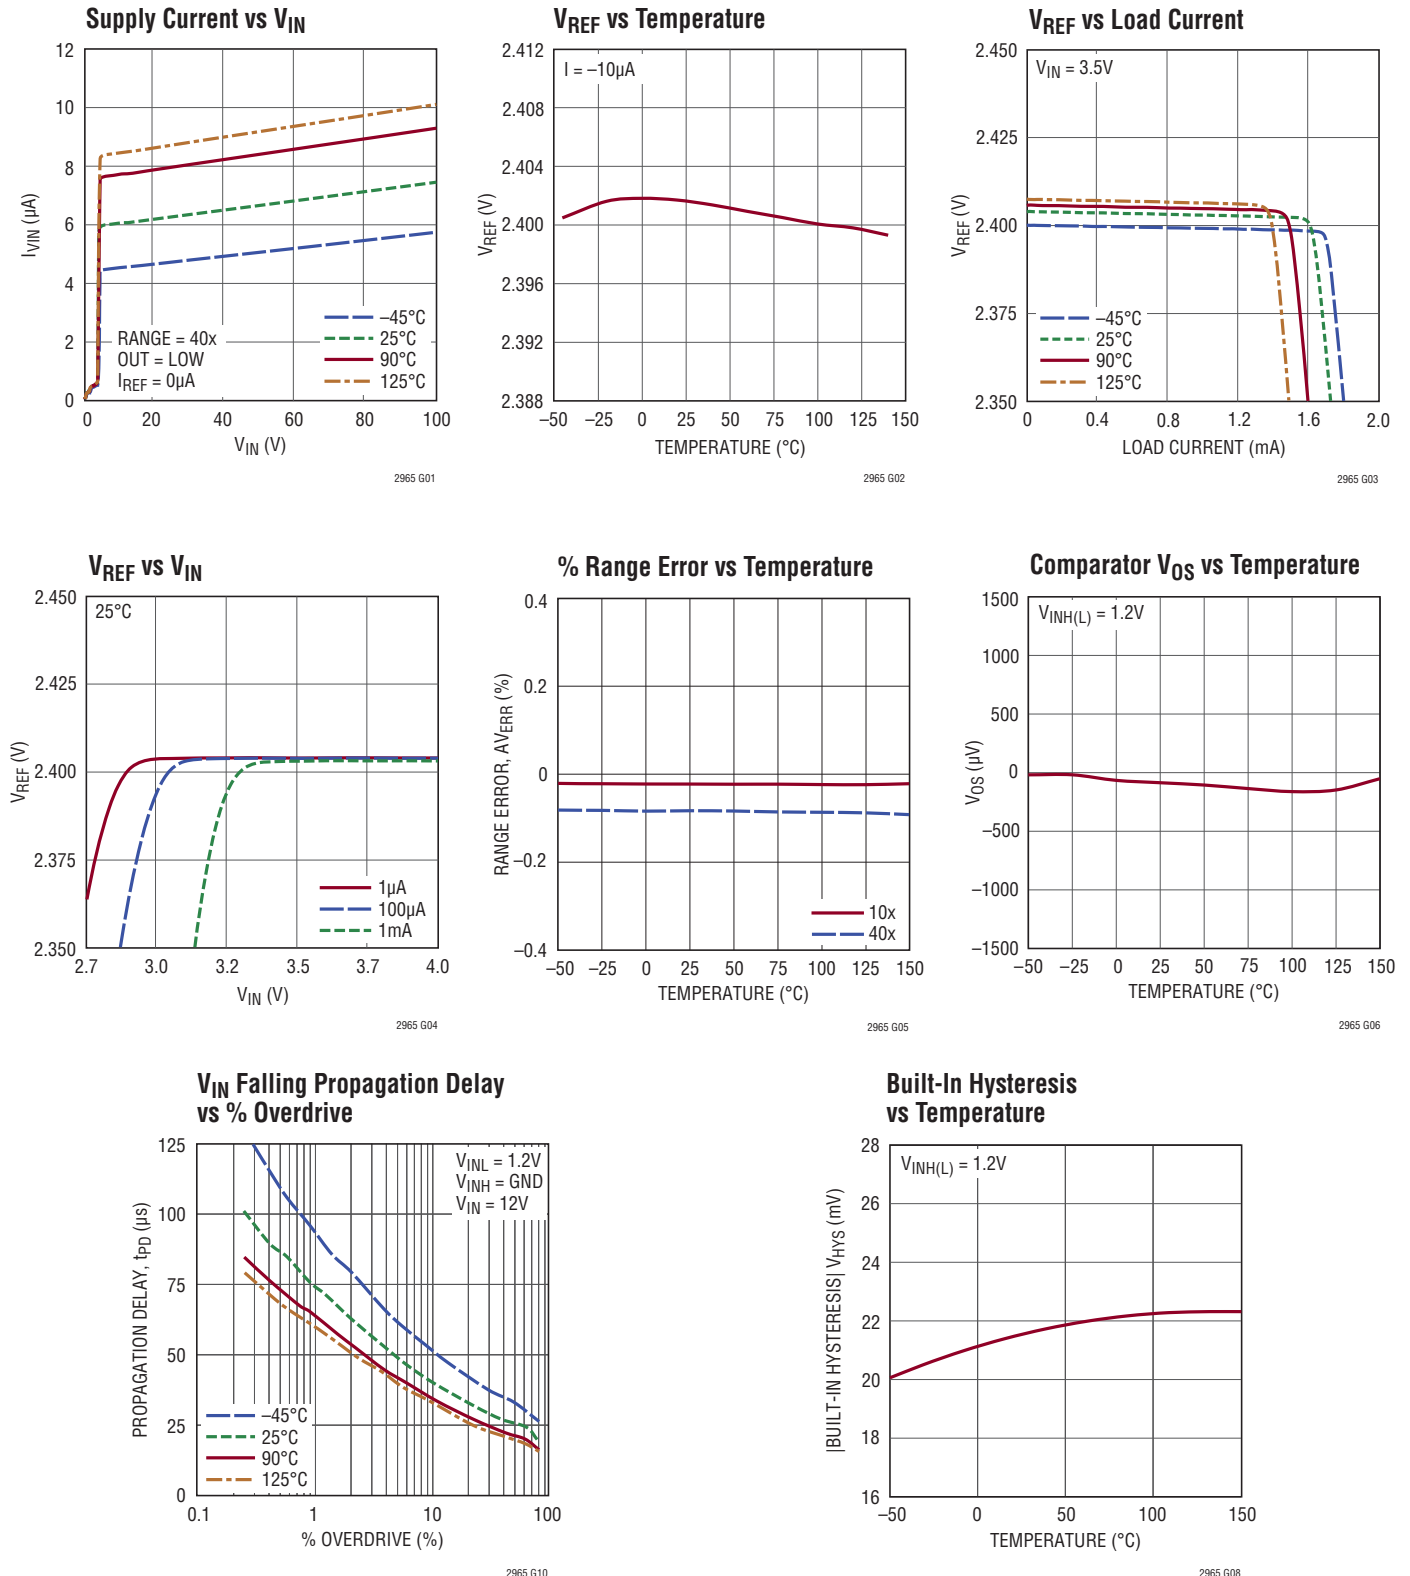 Supply Current vs VIN
12
10
8
6
4
2
0
IVIN (µA)
RANGE = 40x
OUT = LOW
IREF = 0µA
–45°C
25°C
90°C
125°C
0 20 40 60 80 100
VIN (V)
2965 G01
VREF vs Temperature
2.412
2.408
2.404
2.400
2.396
2.392
2.388
VREF (V)
I = –10µA
–50 –25 0 25 50 75 100 125 150
TEMPERATURE (°C)
2965 G02
VREF vs Load Current
2.450
2.425
2.400
2.375
2.350
VREF (V)
VIN = 3.5V
–45°C
25°C
90°C
125°C
0 0.4 0.8 1.2 1.6 2.0
LOAD CURRENT (mA)
2965 G03
VREF vs VIN
2.450
2.425
2.400
2.375
2.350
VREF (V)
25°C
1µA
100µA
1mA
2.7 3.0 3.2 3.5 3.7 4.0
VIN (V)
2965 G04
% Range Error vs Temperature
0.4
0.2
0
–0.2
–0.4
RANGE ERROR, AVERR (%)
10x
40x
–50 –25 0 25 50 75 100 125 150
TEMPERATURE (°C)
2965 G05
Comparator VOS vs Temperature
1500
1000
500
0
–500
–1000
–1500
VOS (µV)
VINH(L) = 1.2V
–50 –25 0 25 50 75 100 125 150
TEMPERATURE (°C)
2965 G06
VIN Falling Propagation Delay
vs % Overdrive
125
100
75
50
25
0
PROPAGATION DELAY, tPD (µs)
VINL = 1.2V
VINH = GND
VIN = 12V
–45°C
25°C
90°C
125°C
0.1 1 10 100
% OVERDRIVE (%)
2965 G10
Built-In Hysteresis
vs Temperature
28
26
24
22
20
18
16
|BUILT-IN HYSTERESIS| VHYS (mV)
VINH(L) = 1.2V
–50 0 50 100 150
TEMPERATURE (°C)
2965 G08